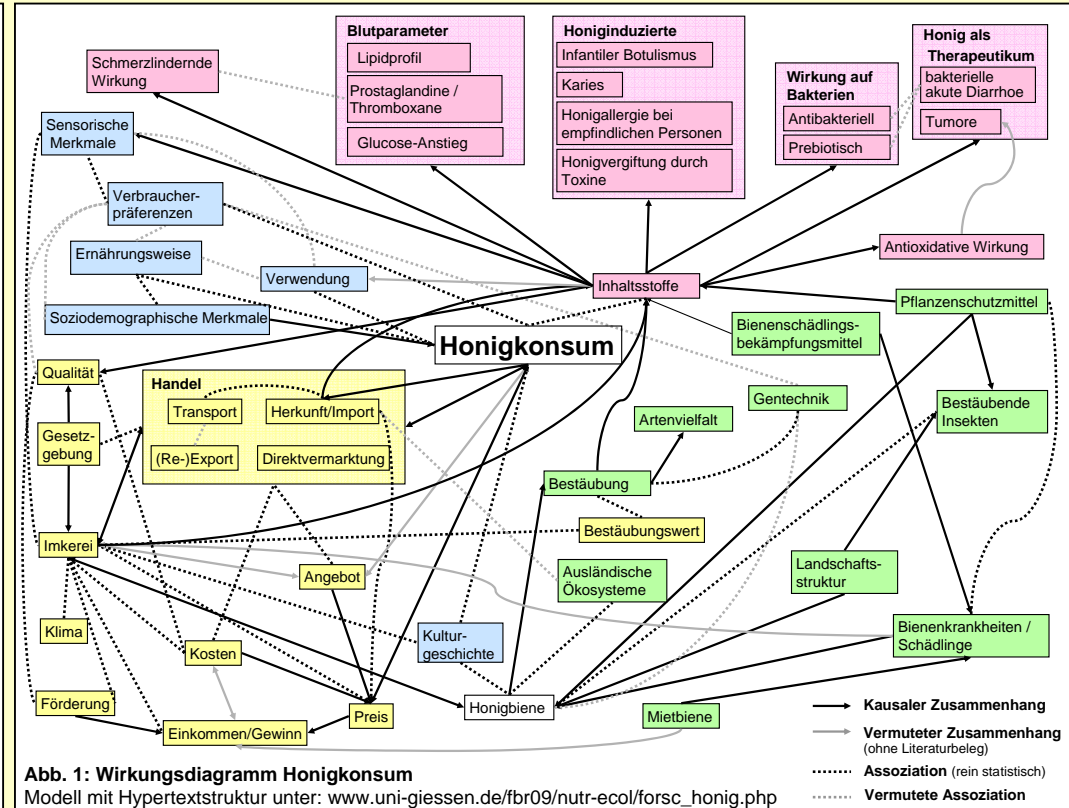 Blutparameter
Lipidprofil
Prostaglandine /
Thromboxane
Glucose-Anstieg
Honiginduzierte
Infantiler Botulismus
Karies
Honigallergie bei
empfindlichen Personen
Honigvergiftung durch
Toxine
Wirkung auf
Bakterien
Antibakteriell
Prebiotisch
Honig als
Therapeutikum
bakterielle
akute Diarrhoe
Tumore
Schmerzlindernde
Wirkung
Sensorische
Merkmale
Verbraucher-
präferenzen
Ernährungsweise
Verwendung
Soziodemographische Merkmale
Inhaltsstoffe
Antioxidative Wirkung
Pflanzenschutzmittel
Bienenschädlings-
bekämpfungsmittel
Honigkonsum
Qualität
Handel
Transport
Herkunft/Import
(Re-)Export
Direktvermarktung
Gesetz-
gebung
Gentechnik
Artenvielfalt
Bestäubende
Insekten
Bestäubung
Bestäubungswert
Imkerei
Angebot
Ausländische
Ökosysteme
Landschafts-
struktur
Klima
Kosten
Kultur-
geschichte
Bienenkrankheiten /
Schädlinge
Förderung
Einkommen/Gewinn
Preis
Honigbiene
Mietbiene
Kausaler Zusammenhang
Vermuteter Zusammenhang
(ohne Literaturbeleg)
Assoziation (rein statistisch)
Vermutete Assoziation
Abb. 1: Wirkungsdiagramm Honigkonsum
Modell mit Hypertextstruktur unter: www.uni-giessen.de/fbr09/nutr-ecol/forsc_honig.php